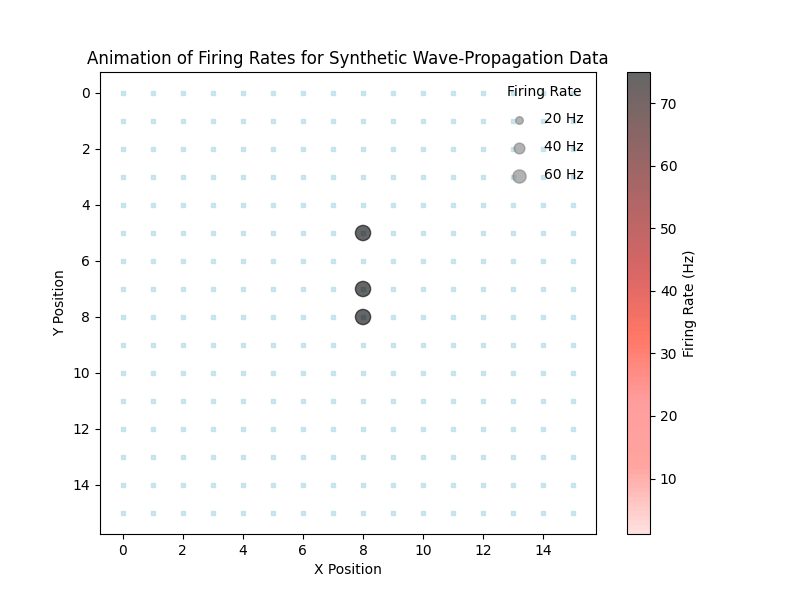 Animation of Firing Rates for Synthetic Wave-Propagation Data
Firing Rate
20 Hz
40 Hz
60 Hz
0
2
4
6
8
10
12
14
Y Position
0 2 4 6 8 10 12 14
X Position
70
60
50
40
30
20
10
Firing Rate (Hz)